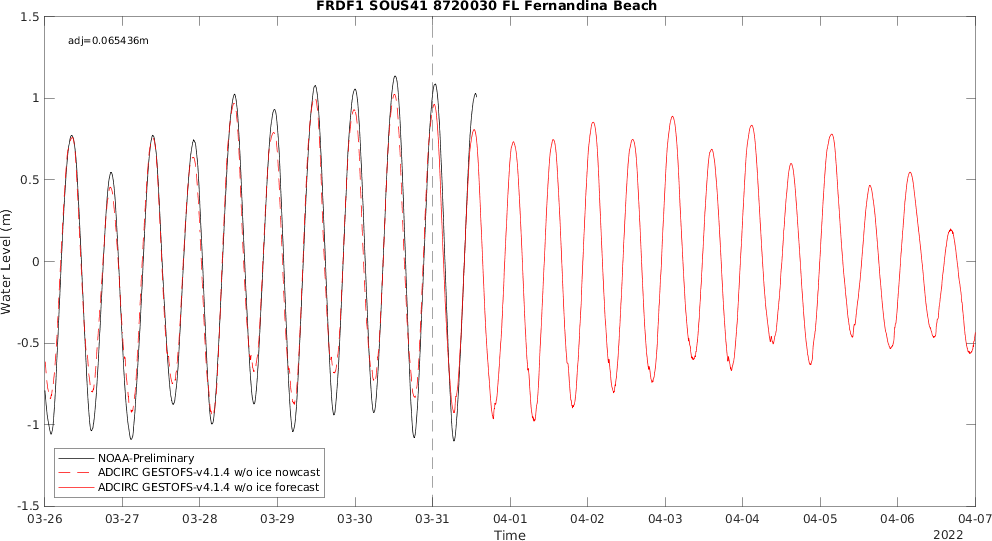 FRDF1 SOUS41 8720030 FL Fernandina Beach
adj=0.065436m
1.5
1
0.5
0
-0.5
-1
-1.5
Water Level (m)
NOAA-Preliminary
ADCIRC GESTOFS-v4.1.4 w/o ice nowcast
ADCIRC GESTOFS-v4.1.4 w/o ice forecast
03-26 03-27 03-28 03-29 03-30 03-31 04-01 04-02 04-03 04-04 04-05 04-06 04-07
Time
2022